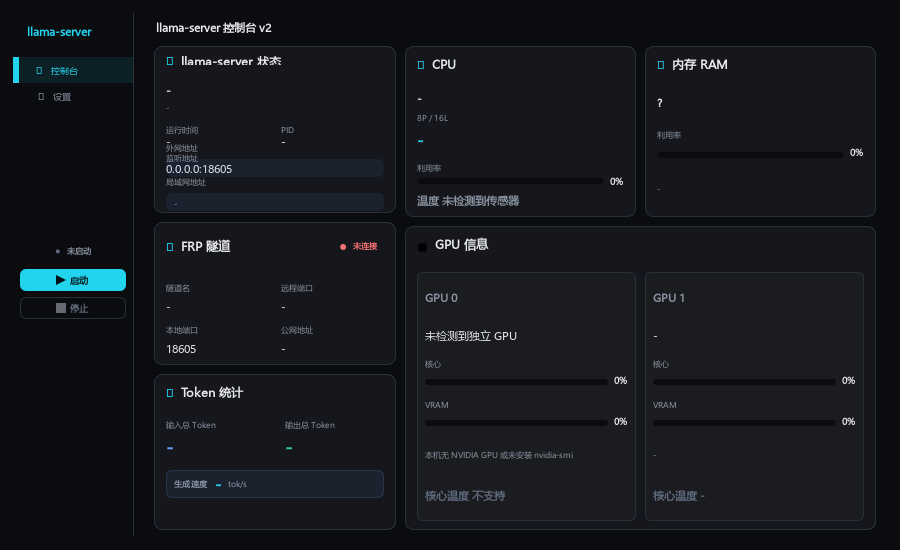 llama-server
控制台
设置
未启动
启动
停止
llama-server 控制台 v2
llama-server 状态
-
-
运行时间
PID
-
-
外网地址
监听地址
0.0.0.0:18605
局域网地址
-
FRP 隧道
未连接
隧道名
远程端口
-
-
本地端口
公网地址
18605
-
Token 统计
输入总 Token
输出总 Token
-
-
生成速度 - tok/s
CPU
-
8P / 16L
-
利用率
0%
温度 未检测到传感器
内存 RAM
?
利用率
0%
-
GPU 信息
GPU 0
未检测到独立 GPU
核心
0%
VRAM
0%
本机无 NVIDIA GPU 或未安装 nvidia-smi
核心温度 不支持
GPU 1
-
核心
0%
VRAM
0%
-
核心温度 -